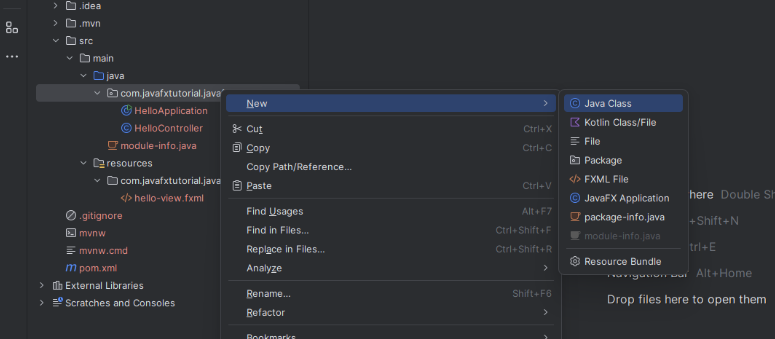 .idea
.mvn
src
main
java
com.javafxtutorial.java
HelloApplication
HelloController
module-info.java
resources
com.javafxtutorial.java
hello-view.fxml
.gitignore
mvnw
mvnw.cmd
pom.xml
External Libraries
Scratches and Consoles
New
Cut Ctrl+X
Copy Ctrl+C
Copy Path/Reference...
Paste Ctrl+V
Find Usages Alt+F7
Find in Files... Ctrl+Shift+F
Replace in Files... Ctrl+Shift+R
Analyze
Rename... Shift+F6
Refactor
Bookmarks
Java Class
Kotlin Class/File
File
Package
FXML File
JavaFX Application
package-info.java
module-info.java
Resource Bundle
here Double Sh
+Shift+N
trl+E
Navigation Bar Alt+Home
Drop files here to open them